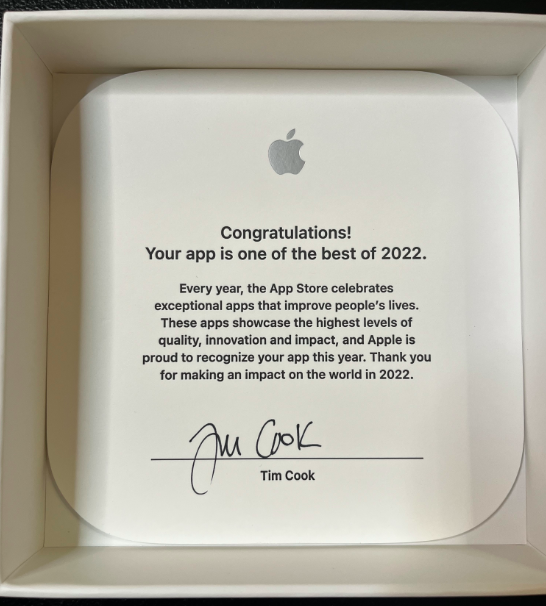 Congratulations!
Your app is one of the best of 2022.
Every year, the App Store celebrates
exceptional apps that improve people's lives.
These apps showcase the highest levels of
quality, innovation and impact, and Apple is
proud to recognize your app this year. Thank you
for making an impact on the world in 2022.
Tim Cook
Tim Cook